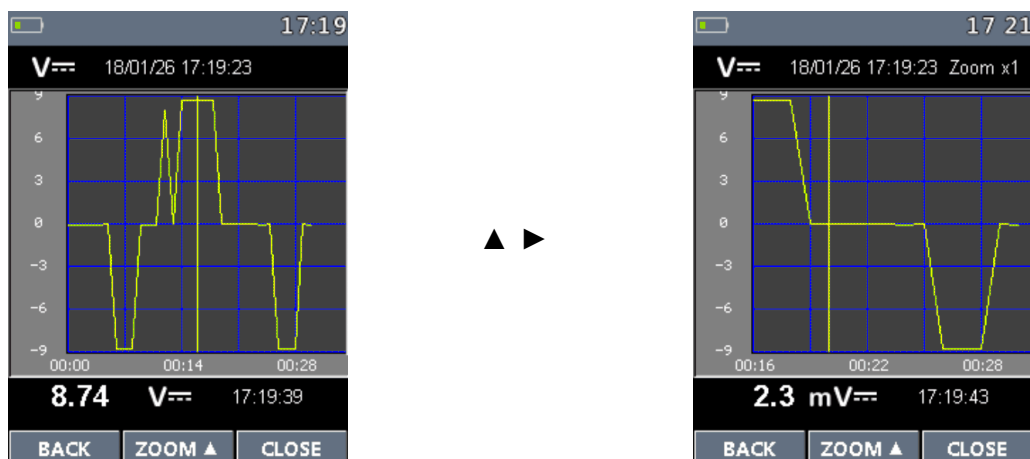 17:19
V 18/01/26 17:19:23
9
6
3
0
-3
-6
-9
00:00 00:14 00:28
8.74 V 17:19:39
BACK ZOOM ▲ CLOSE
▲ ►
17 21
V 18/01/26 17:19:23 Zoom x1
9
6
3
0
-3
-6
-9
00:16 00:22 00:28
2.3 mV 17:19:43
BACK ZOOM ▲ CLOSE